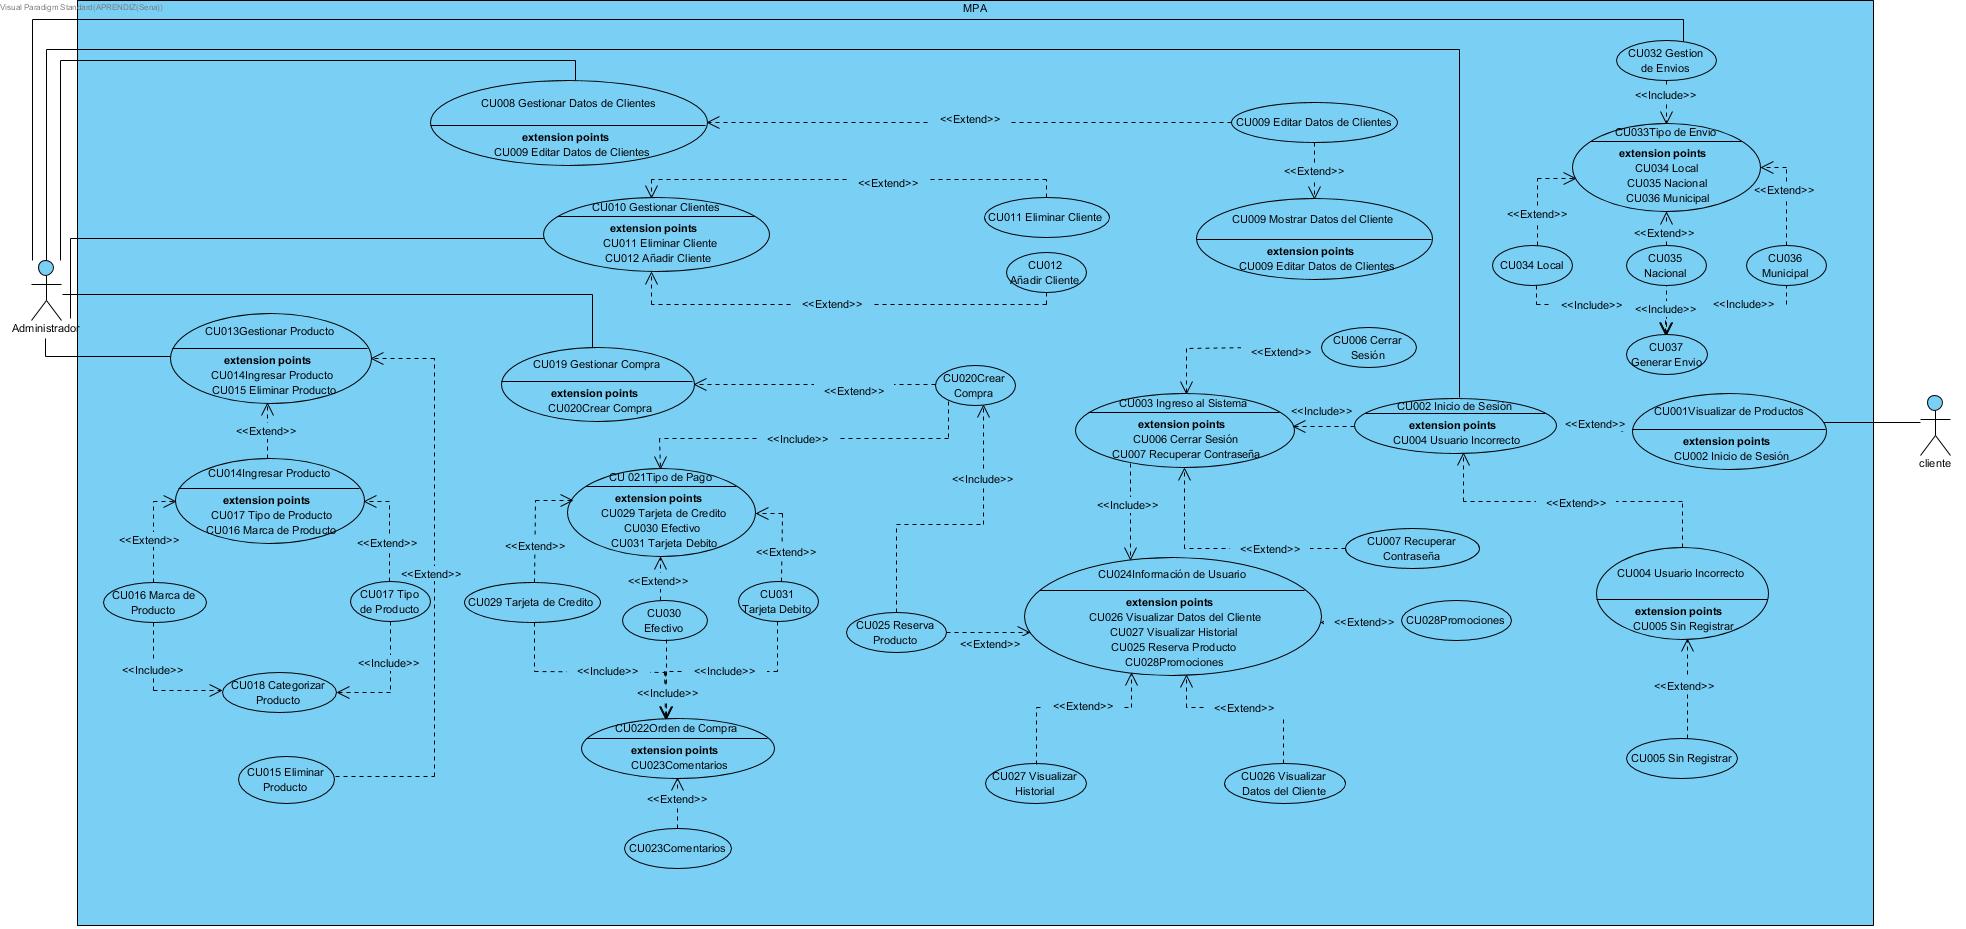 Visual Paradigm Standard(APRENDIZ(Sena))
MPA
CU032 Gestion
de Envios
<<Include>>
CU033Tipo de Envio
extension points
CU034 Local
CU035 Nacional
CU036 Municipal
<<Extend>>
<<Extend>>
<<Extend>>
CU034 Local
CU035
Nacional
CU036
Municipal
<<Include>>
<<Include>>
<<Include>>
CU037
Generar Envio
CU008 Gestionar Datos de Clientes
extension points
CU009 Editar Datos de Clientes
<<Extend>>
CU009 Editar Datos de Clientes
<<Extend>>
CU009 Mostrar Datos del Cliente
extension points
CU009 Editar Datos de Clientes
<<Extend>>
CU010 Gestionar Clientes
extension points
CU011 Eliminar Cliente
CU012 Añadir Cliente
CU011 Eliminar Cliente
CU012
Añadir Cliente
<<Extend>>
Administrador
CU013Gestionar Producto
extension points
CU014Ingresar Producto
CU015 Eliminar Producto
<<Extend>>
CU014Ingresar Producto
extension points
CU017 Tipo de Producto
CU016 Marca de Producto
<<Extend>>
<<Extend>>
<<Extend>>
CU016 Marca de
Producto
CU017 Tipo
de Producto
<<Include>>
<<Include>>
CU018 Categorizar
Producto
CU015 Eliminar
Producto
CU019 Gestionar Compra
extension points
CU020Crear Compra
<<Extend>>
CU020Crear
Compra
<<Include>>
CU 021Tipo de Pago
extension points
CU029 Tarjeta de Credito
CU030 Efectivo
CU031 Tarjeta Debito
<<Extend>>
<<Extend>>
<<Extend>>
CU029 Tarjeta de Credito
CU030
Efectivo
CU031
Tarjeta Debito
<<Include>>
<<Include>>
<<Include>>
CU022Orden de Compra
extension points
CU023Comentarios
<<Extend>>
CU023Comentarios
<<Include>>
CU025 Reserva
Producto
<<Extend>>
CU006 Cerrar
Sesión
<<Extend>>
CU003 Ingreso al Sistema
extension points
CU006 Cerrar Sesión
CU007 Recuperar Contraseña
<<Include>>
CU002 Inicio de Sesión
extension points
CU004 Usuario Incorrecto
<<Extend>>
CU001Visualizar de Productos
extension points
CU002 Inicio de Sesión
cliente
<<Include>>
<<Extend>>
CU007 Recuperar
Contraseña
<<Extend>>
CU004 Usuario Incorrecto
extension points
CU005 Sin Registrar
<<Extend>>
CU005 Sin Registrar
CU024Información de Usuario
extension points
CU026 Visualizar Datos del Cliente
CU027 Visualizar Historial
CU025 Reserva Producto
CU028Promociones
<<Extend>>
CU028Promociones
<<Extend>>
<<Extend>>
CU027 Visualizar
Historial
CU026 Visualizar
Datos del Cliente